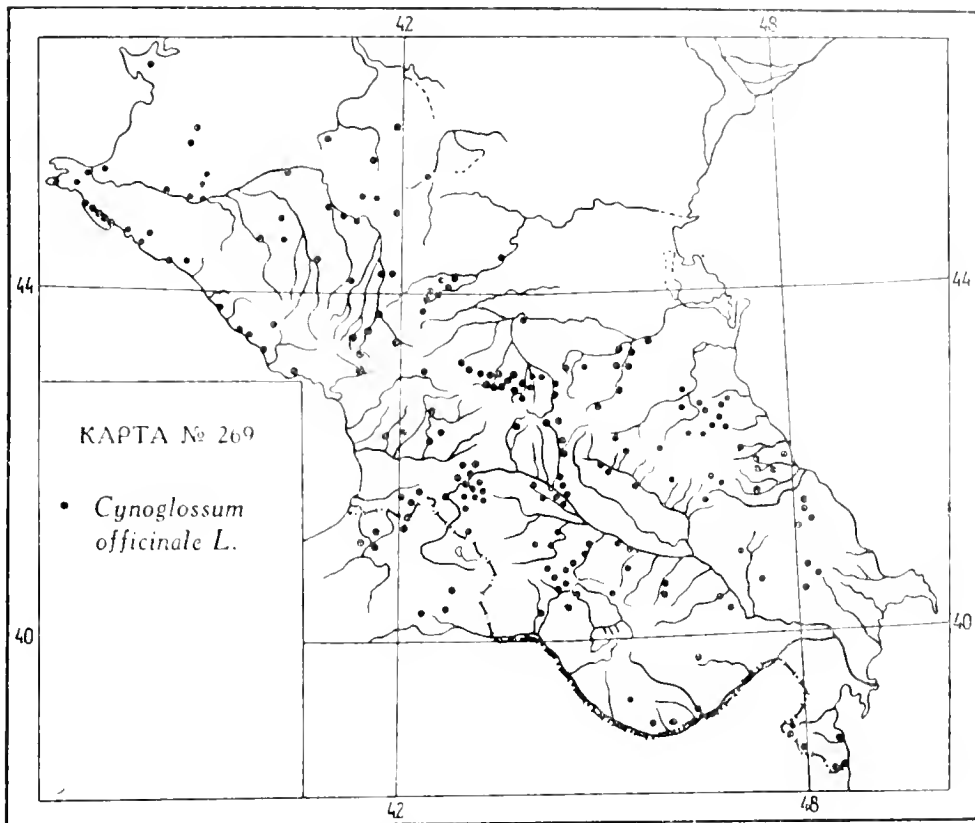 42 48
44 44
КАРТА № 269
• Cynoglossum
officinale L.
40 40
42 48